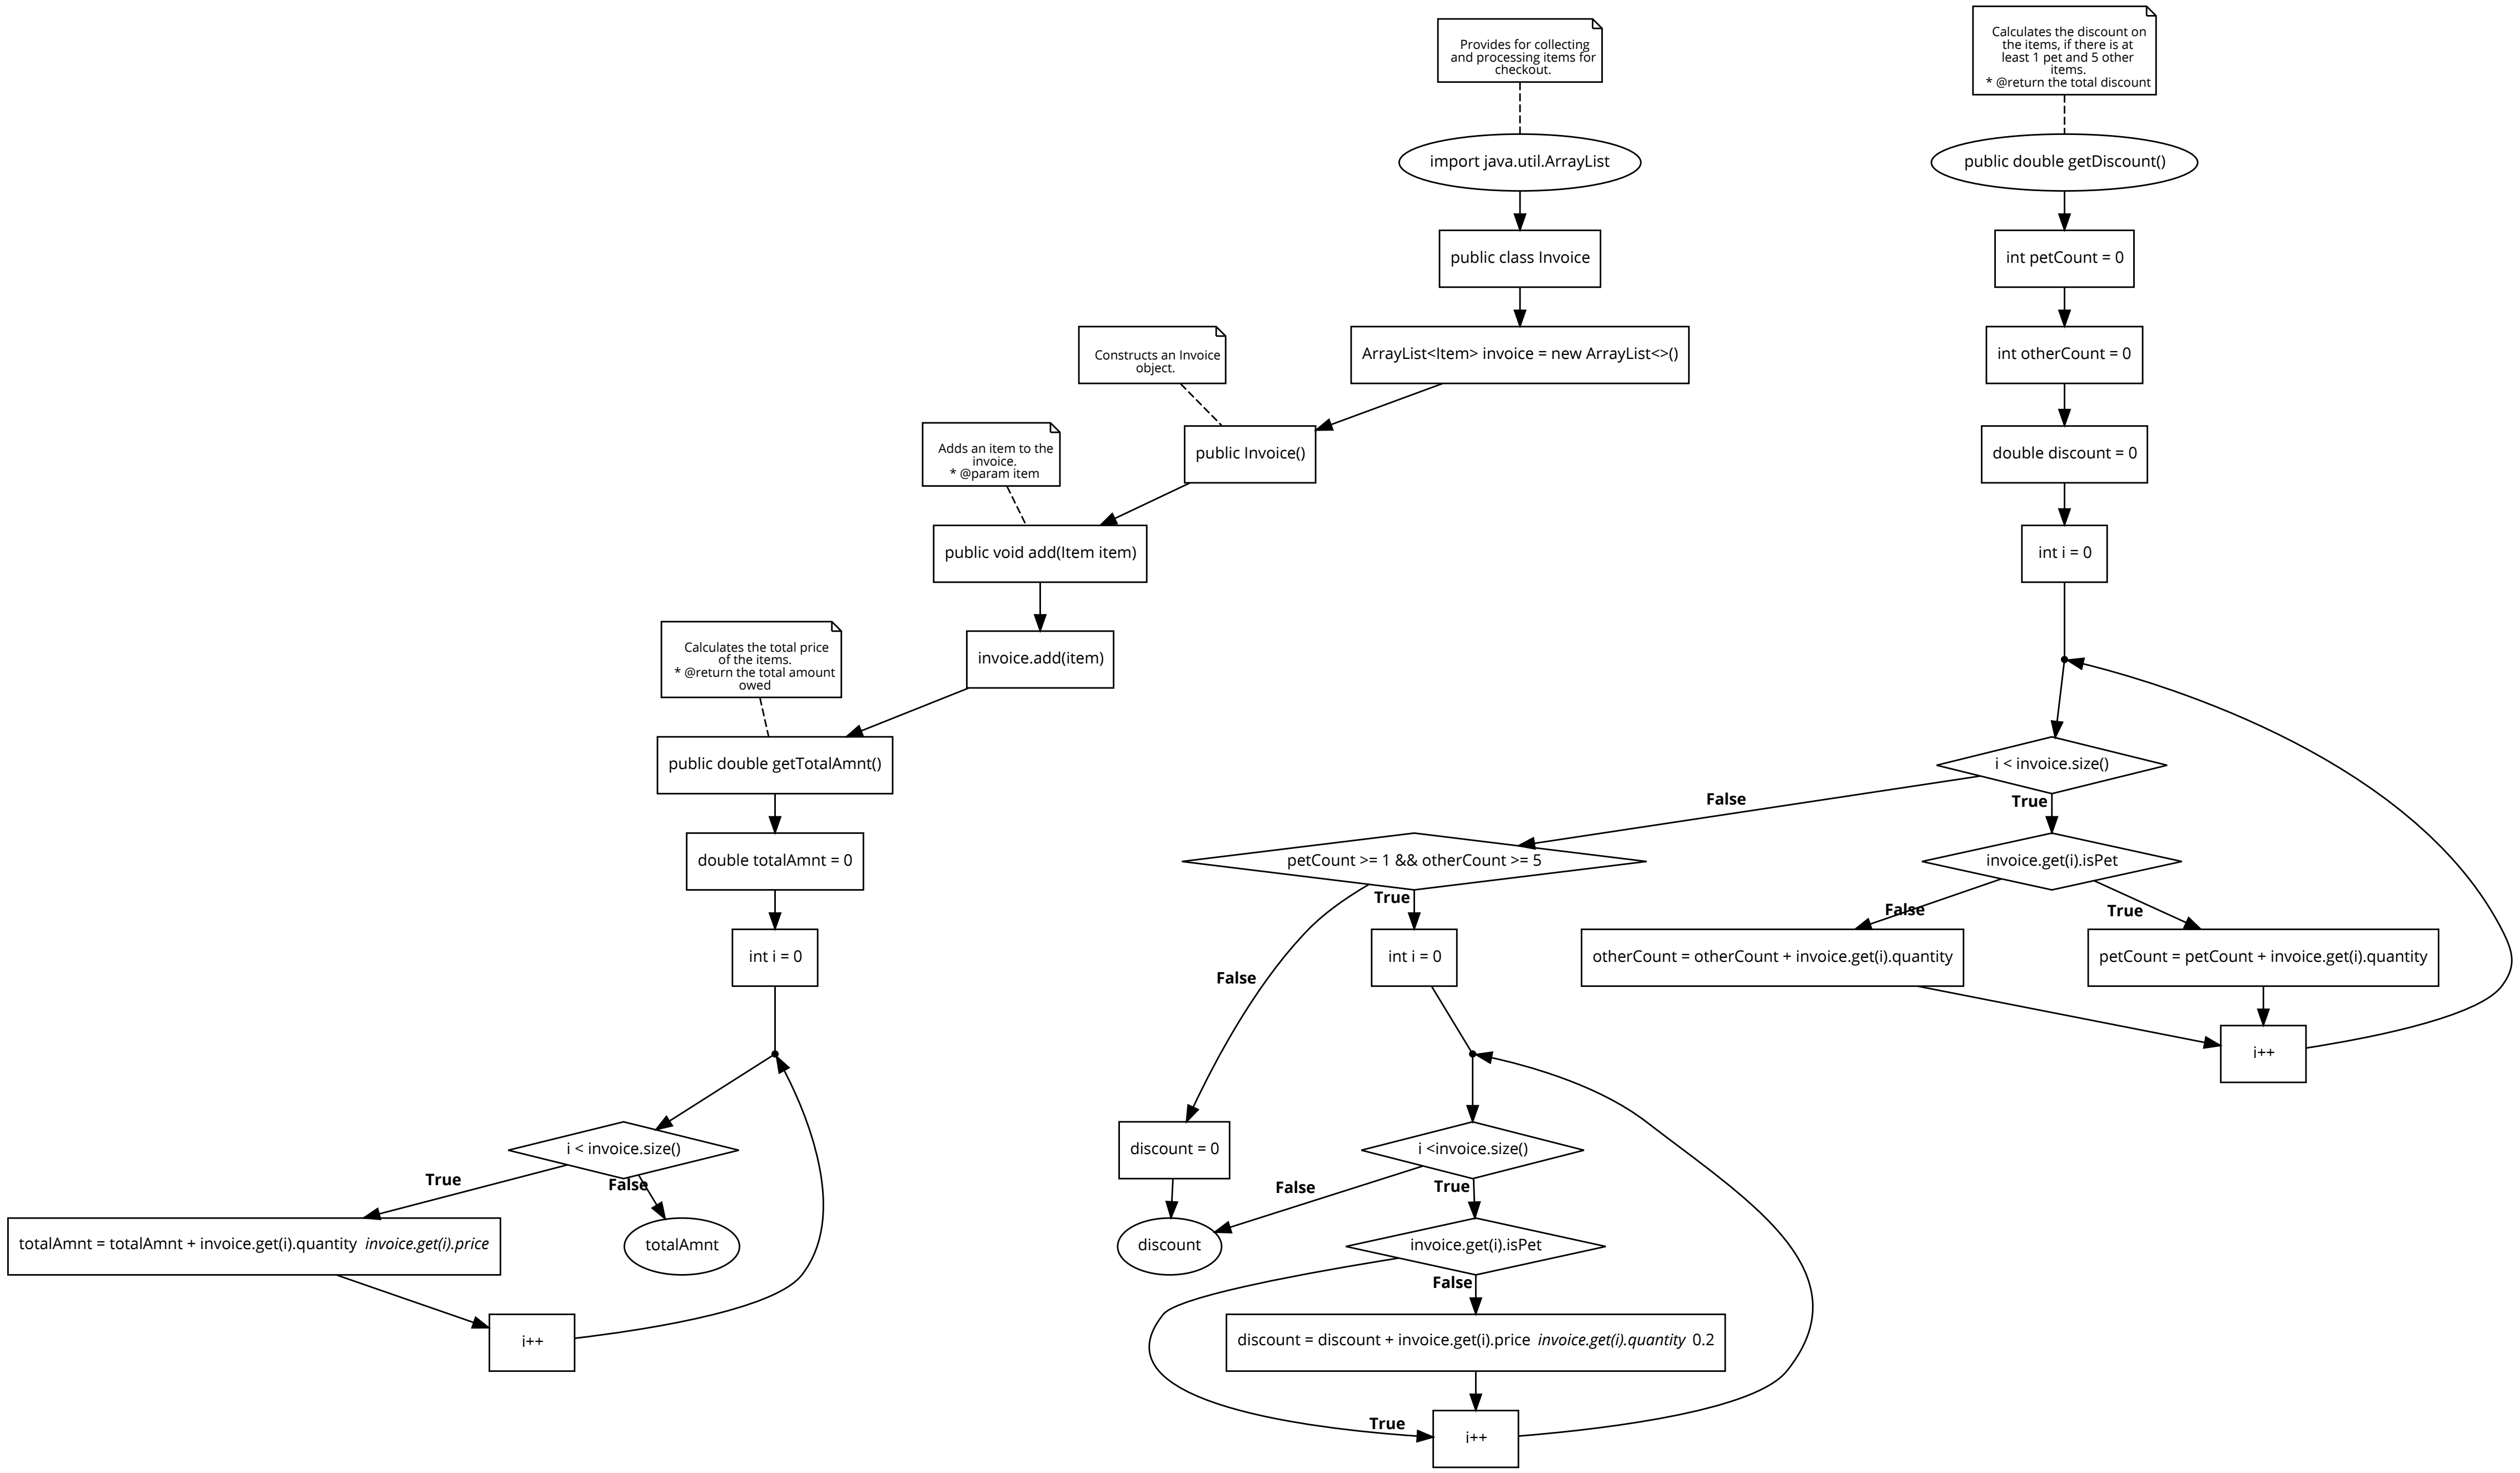 Provides for collecting
and processing items for
checkout.
import java.util.ArrayList
public class Invoice
ArrayList<Item> invoice = new ArrayList<>()
Constructs an Invoice
object.
public Invoice()
Adds an item to the
invoice.
* @param item
public void add(Item item)
invoice.add(item)
Calculates the total price
of the items.
* @return the total amount
owed
public double getTotalAmnt()
double totalAmnt = 0
int i = 0
i < invoice.size()
True
False
totalAmnt = totalAmnt + invoice.get(i).quantity invoice.get(i).price
totalAmnt
i++
Calculates the discount on
the items, if there is at
least 1 pet and 5 other
items.
* @return the total discount
public double getDiscount()
int petCount = 0
int otherCount = 0
double discount = 0
int i = 0
i < invoice.size()
False
True
petCount >= 1 && otherCount >= 5
invoice.get(i).isPet
False
True
otherCount = otherCount + invoice.get(i).quantity
petCount = petCount + invoice.get(i).quantity
i++
True
False
int i = 0
discount = 0
i <invoice.size()
False
True
discount
invoice.get(i).isPet
False
discount = discount + invoice.get(i).price invoice.get(i).quantity 0.2
True
i++